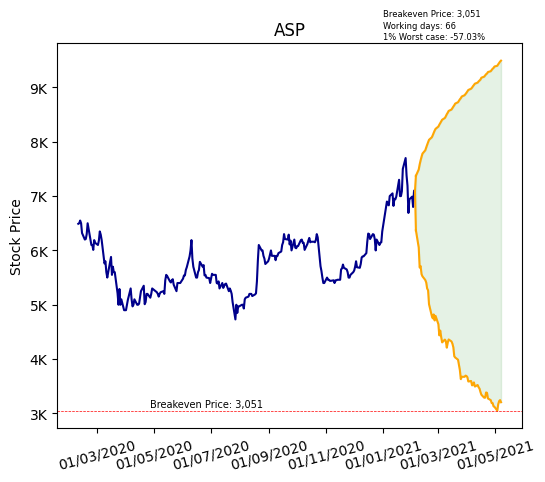 Breakeven Price: 3,051
Working days: 66
1% Worst case: -57.03%
ASP
9K
8K
7K
6K
5K
4K
3K
Stock Price
Breakeven Price: 3,051
01/03/2020 01/05/2020 01/07/2020 01/09/2020 01/11/2020 01/01/2021 01/03/2021 01/05/2021